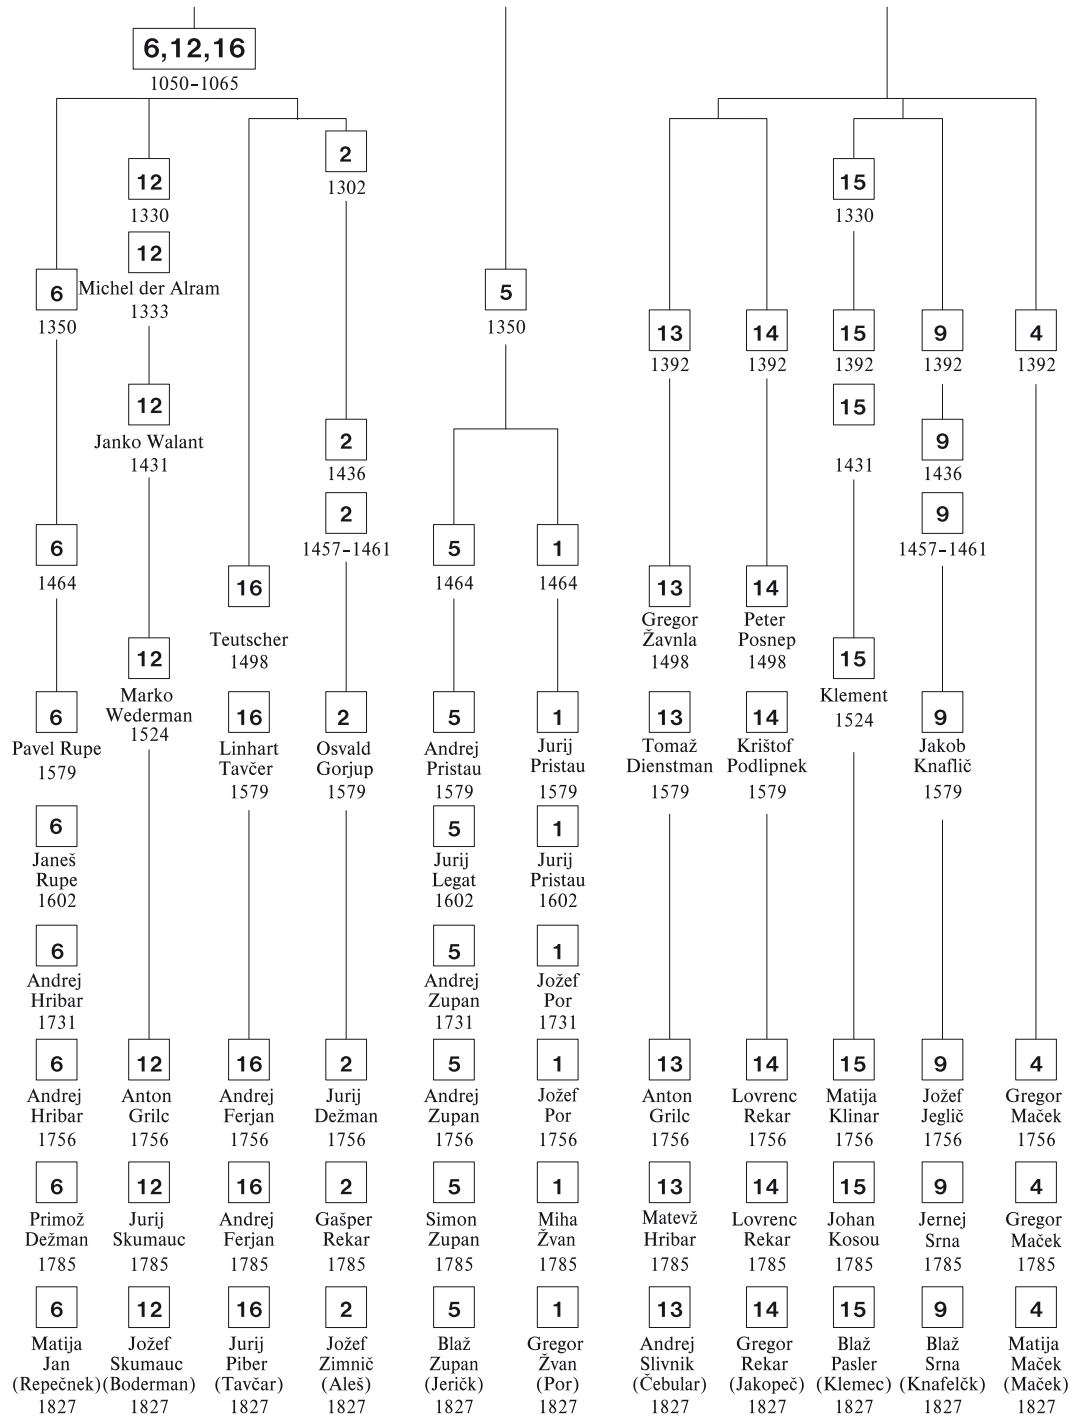 6,12,16
1050–1065
2
1302
12
1330
12
Michel der Alram
1333
15
1330
6
1350
5
1350
13
1392
14
1392
15
1392
9
1392
4
1392
12
Janko Walant
1431
15
1431
2
1436
9
1436
2
1457–1461
9
1457–1461
6
1464
5
1464
1
1464
16
Teutscher
1498
13
Gregor
Žavnla
1498
14
Peter
Posnep
1498
12
Marko
Wederman
1524
15
Klement
1524
6
Pavel Rupe
1579
16
Linhart
Tavčer
1579
2
Osvald
Gorjup
1579
5
Andrej
Pristau
1579
1
Jurij
Pristau
1579
13
Tomaž
Dienstman
1579
14
Krištof
Podlipnek
1579
9
Jakob
Knaflič
1579
6
Janeš
Rupe
1602
5
Jurij
Legat
1602
1
Jurij
Pristau
1602
6
Andrej
Hribar
1731
5
Andrej
Zupan
1731
1
Jožef
Por
1731
6
Andrej
Hribar
1756
12
Anton
Grilc
1756
16
Andrej
Ferjan
1756
2
Jurij
Dežman
1756
5
Andrej
Zupan
1756
1
Jožef
Por
1756
13
Anton
Grilc
1756
14
Lovrenc
Rekar
1756
15
Matija
Klinar
1756
9
Jožef
Jeglič
1756
4
Gregor
Maček
1756
6
Primož
Dežman
1785
12
Jurij
Skumauc
1785
16
Andrej
Ferjan
1785
2
Gašper
Rekar
1785
5
Simon
Zupan
1785
1
Miha
Žvan
1785
13
Matevž
Hribar
1785
14
Lovrenc
Rekar
1785
15
Johan
Kosou
1785
9
Jernej
Srna
1785
4
Gregor
Maček
1785
6
Matija
Jan
(Repečnek)
1827
12
Jožef
Skumauc
(Boderman)
1827
16
Jurij
Piber
(Tavčar)
1827
2
Jožef
Zimnič
(Aleš)
1827
5
Blaž
Zupan
(Jeričk)
1827
1
Gregor
Žvan
(Por)
1827
13
Andrej
Slivnik
(Čebular)
1827
14
Gregor
Rekar
(Jakopeč)
1827
15
Blaž
Pasler
(Klemec)
1827
9
Blaž
Srna
(Knafelčk)
1827
4
Matija
Maček
(Maček)
1827